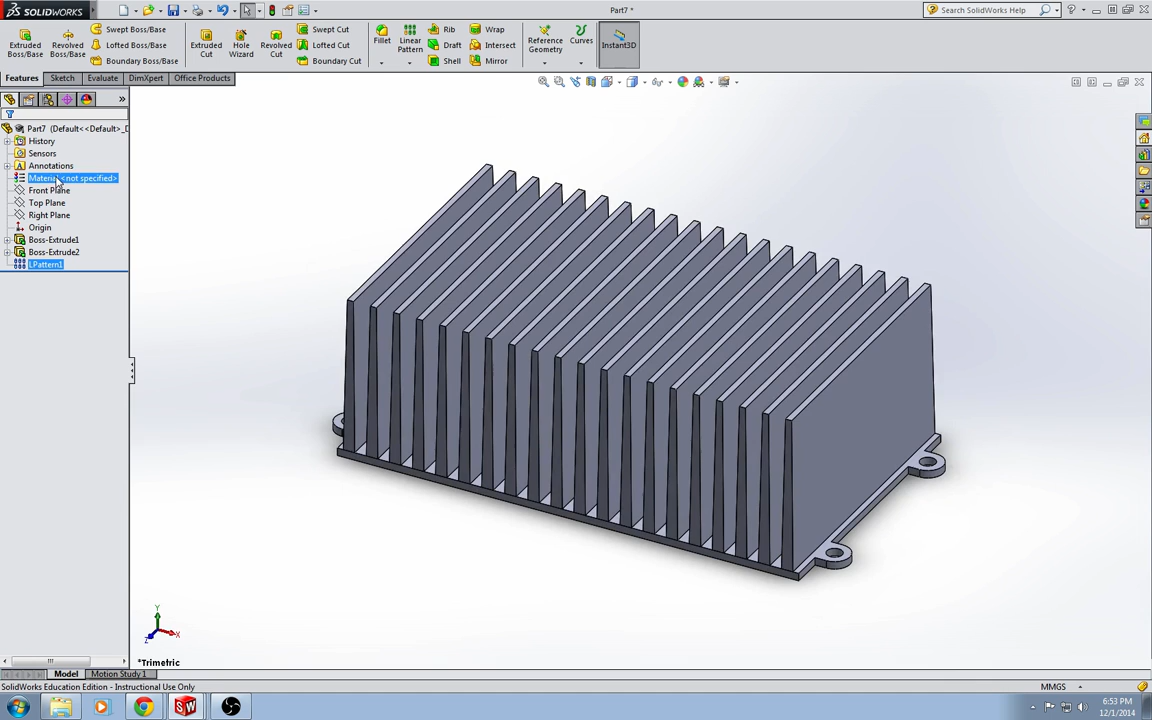 SOLIDWORKS
Part7 *
Search SolidWorks Help
Extruded Boss/Base
Revolved Boss/Base
Swept Boss/Base
Lofted Boss/Base
Boundary Boss/Base
Extruded Cut
Hole Wizard
Revolved Cut
Swept Cut
Lofted Cut
Boundary Cut
Fillet
Linear Pattern
Rib
Draft
Shell
Wrap
Intersect
Mirror
Reference Geometry
Curves
Instant3D
Features
Sketch
Evaluate
DimXpert
Office Products
Part7 (Default<<Default>_D
History
Sensors
Annotations
Material <not specified>
Front Plane
Top Plane
Right Plane
Origin
Boss-Extrude1
Boss-Extrude2
LPattern1
Y
X
Z
*Trimetric
Model
Motion Study 1
SolidWorks Education Edition - Instructional Use Only
MMGS
6:53 PM
12/1/2014